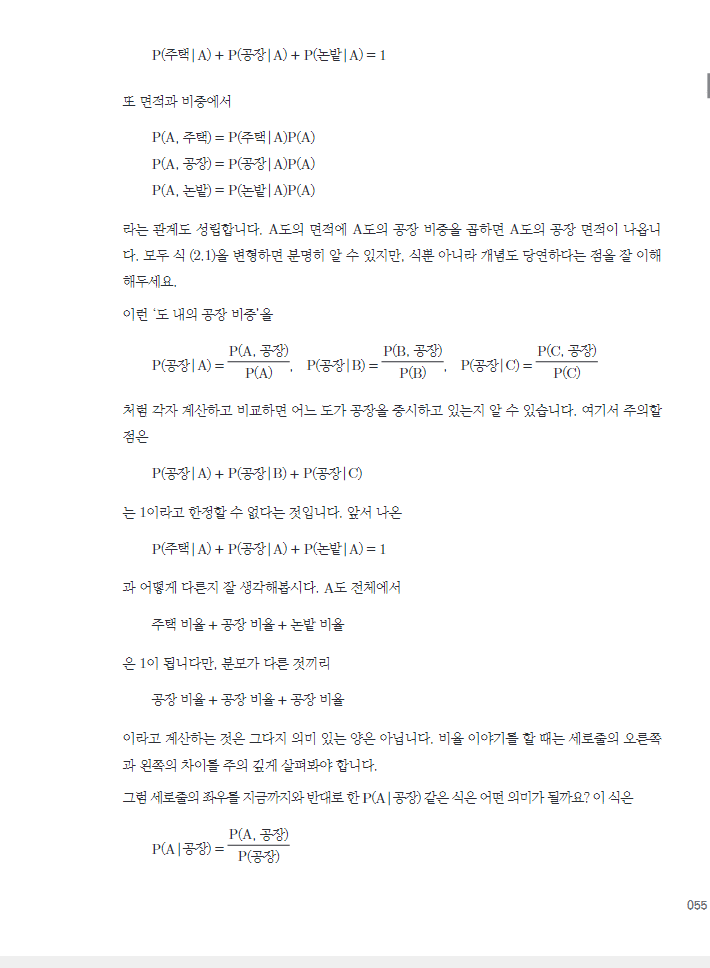 P(주택 | A) + P(공장 | A) + P(논밭 | A) = 1
또 면적과 비중에서
P(A, 주택) = P(주택 | A)P(A)
P(A, 공장) = P(공장 | A)P(A)
P(A, 논밭) = P(논밭 | A)P(A)
라는 관계도 성립합니다. A도의 면적에 A도의 공장 비중을 곱하면 A도의 공장 면적이 나옵니
다. 모두 식 (2.1)을 변형하면 분명히 알 수 있지만, 식뿐 아니라 개념도 당연하다는 점을 잘 이해
해두세요.
이런 ‘도 내의 공장 비중’을
P(공장 | A) = P(A, 공장) / P(A), P(공장 | B) = P(B, 공장) / P(B), P(공장 | C) = P(C, 공장) / P(C)
처럼 각자 계산하고 비교하면 어느 도가 공장을 중시하고 있는지 알 수 있습니다. 여기서 주의할
점은
P(공장 | A) + P(공장 | B) + P(공장 | C)
는 1이라고 한정할 수 없다는 것입니다. 앞서 나온
P(주택 | A) + P(공장 | A) + P(논밭 | A) = 1
과 어떻게 다른지 잘 생각해봅시다. A도 전체에서
주택 비율 + 공장 비율 + 논밭 비율
은 1이 됩니다만, 분모가 다른 것끼리
공장 비율 + 공장 비율 + 공장 비율
이라고 계산하는 것은 그다지 의미 있는 양은 아닙니다. 비율 이야기를 할 때는 세로줄의 오른쪽
과 왼쪽의 차이를 주의 깊게 살펴봐야 합니다.
그럼 세로줄의 좌우를 지금까지와 반대로 한 P(A | 공장) 같은 식은 어떤 의미가 될까요? 이 식은
P(A | 공장) = P(A, 공장) / P(공장)
055